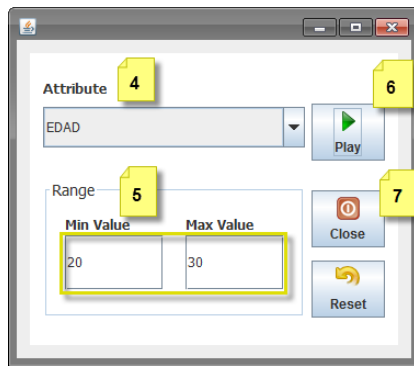 4
6
Attribute
EDAD
Play
Range
5
7
Min Value Max Value
20 30
Close
Reset